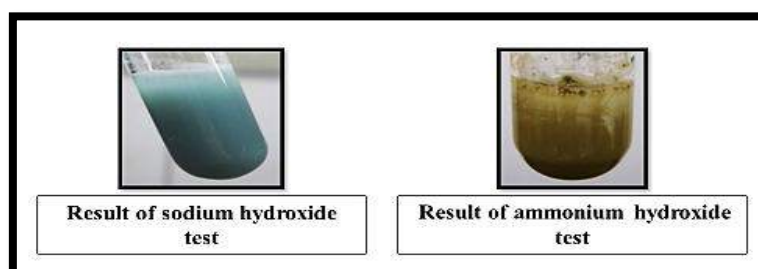 Result of sodium hydroxide
test
Result of ammonium hydroxide
test